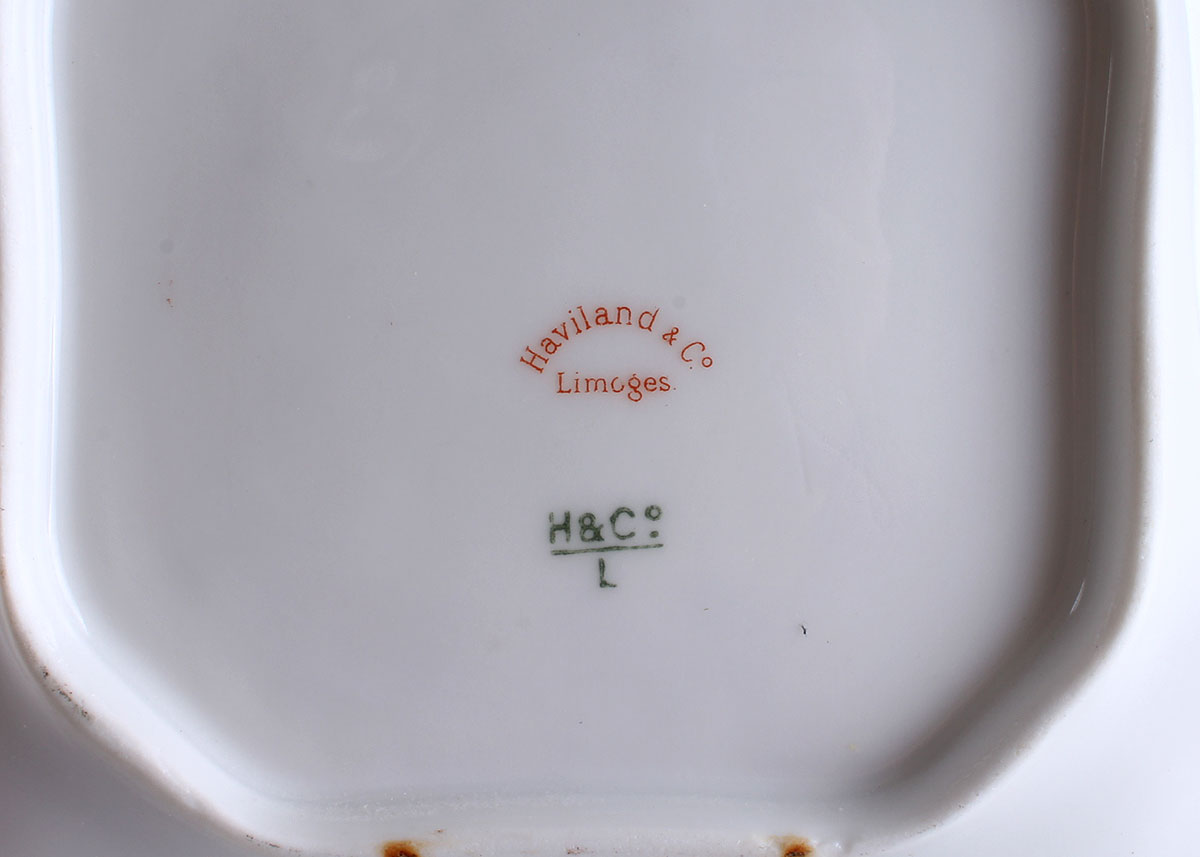 Haviland & Co
Limoges.
H&Co
L